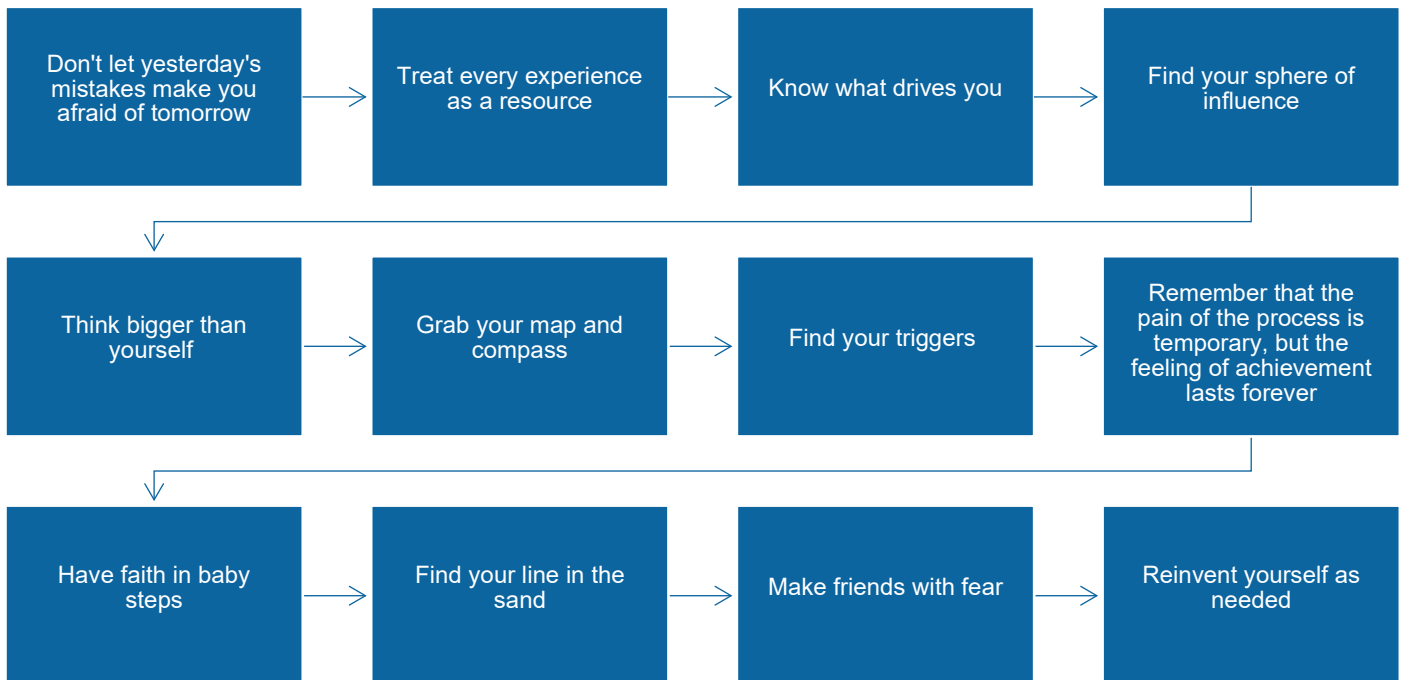 Don't let yesterday's
mistakes make you
afraid of tomorrow
Treat every experience
as a resource
Know what drives you
Find your sphere of
influence
Think bigger than
yourself
Grab your map and
compass
Find your triggers
Remember that the
pain of the process is
temporary, but the
feeling of achievement
lasts forever
Have faith in baby
steps
Find your line in the
sand
Make friends with fear
Reinvent yourself as
needed